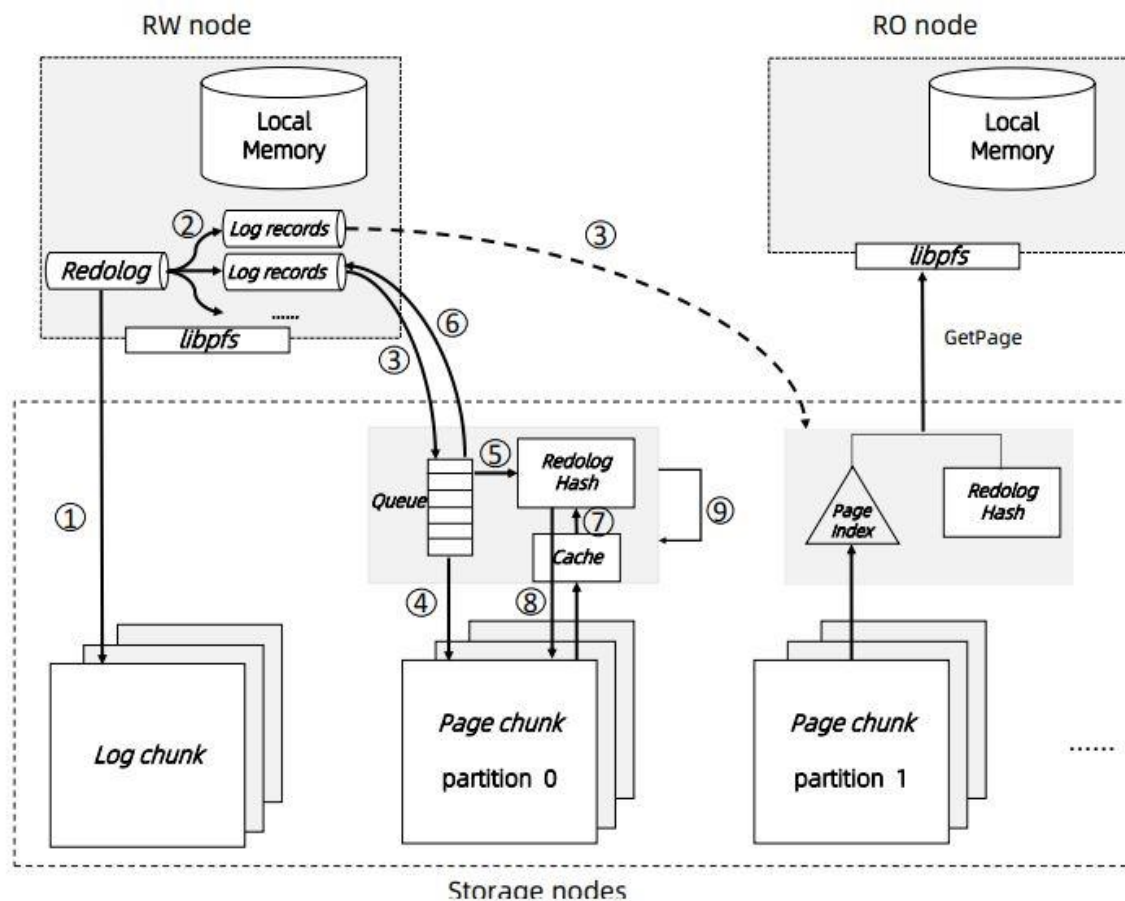 RW node
RO node
Local
Memory
Local
Memory
②
Log records
③
Redolog
Log records
libpfs
......
⑥
libpfs
③
GetPage
⑤
Redolog
Hash
Queue
①
⑦
⑨
Page
Index
Redolog
Hash
Cache
④
⑧
Log chunk
Page chunk
partition 0
Page chunk
partition 1
......
Storage nodes